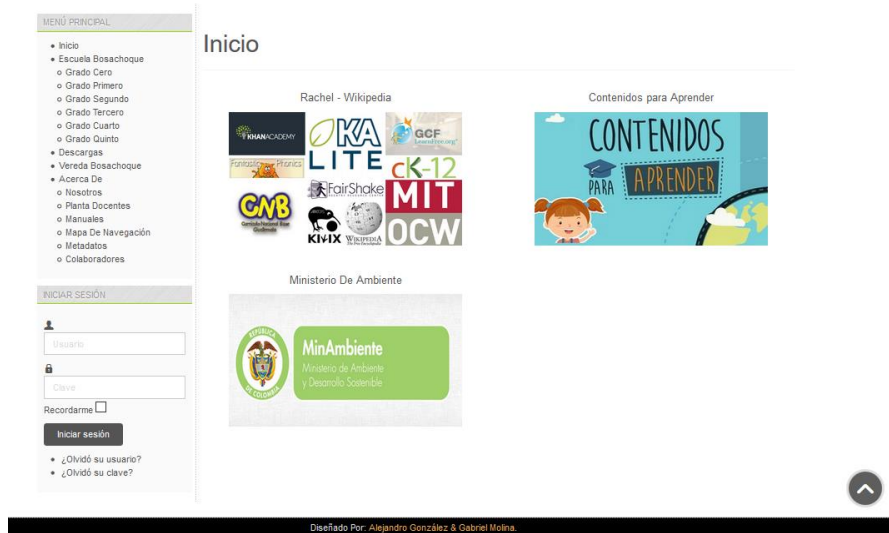 MENÚ PRINCIPAL
Inicio
Escuela Bosachoque
Grado Cero
Grado Primero
Grado Segundo
Grado Tercero
Grado Cuarto
Grado Quinto
Descargas
Vereda Bosachoque
Acerca De
Nosotros
Planta Docentes
Manuales
Mapa De Navegación
Metadatos
Colaboradores
INICIAR SESIÓN
Usuario
Clave
Recordarme
Iniciar sesión
¿Olvidó su usuario?
¿Olvidó su clave?
Inicio
Rachel - Wikipedia
KHANACADEMY
KA
LITE
GCF
LearnFree.org
Fantastic Phonics
cK-12
FairShake
CNB
MIT
OCW
KIWIX
WIKIPEDIA
Contenidos para Aprender
CONTENIDOS
PARA APRENDER
Ministerio De Ambiente
REPÚBLICA
DE COLOMBIA
MinAmbiente
Ministerio de Ambiente
y Desarrollo Sostenible
Diseñado Por: Alejandro González & Gabriel Molina.